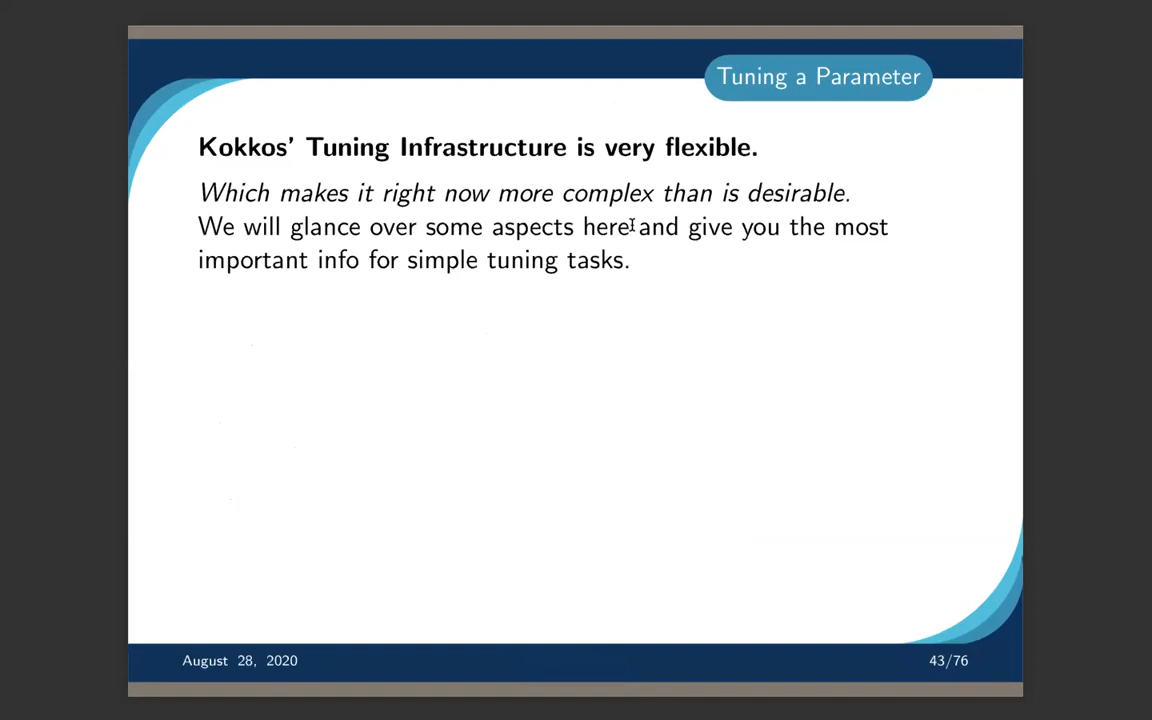 Tuning a Parameter
Kokkos’ Tuning Infrastructure is very flexible.
Which makes it right now more complex than is desirable.
We will glance over some aspects here and give you the most
important info for simple tuning tasks.
August 28, 2020
43/76